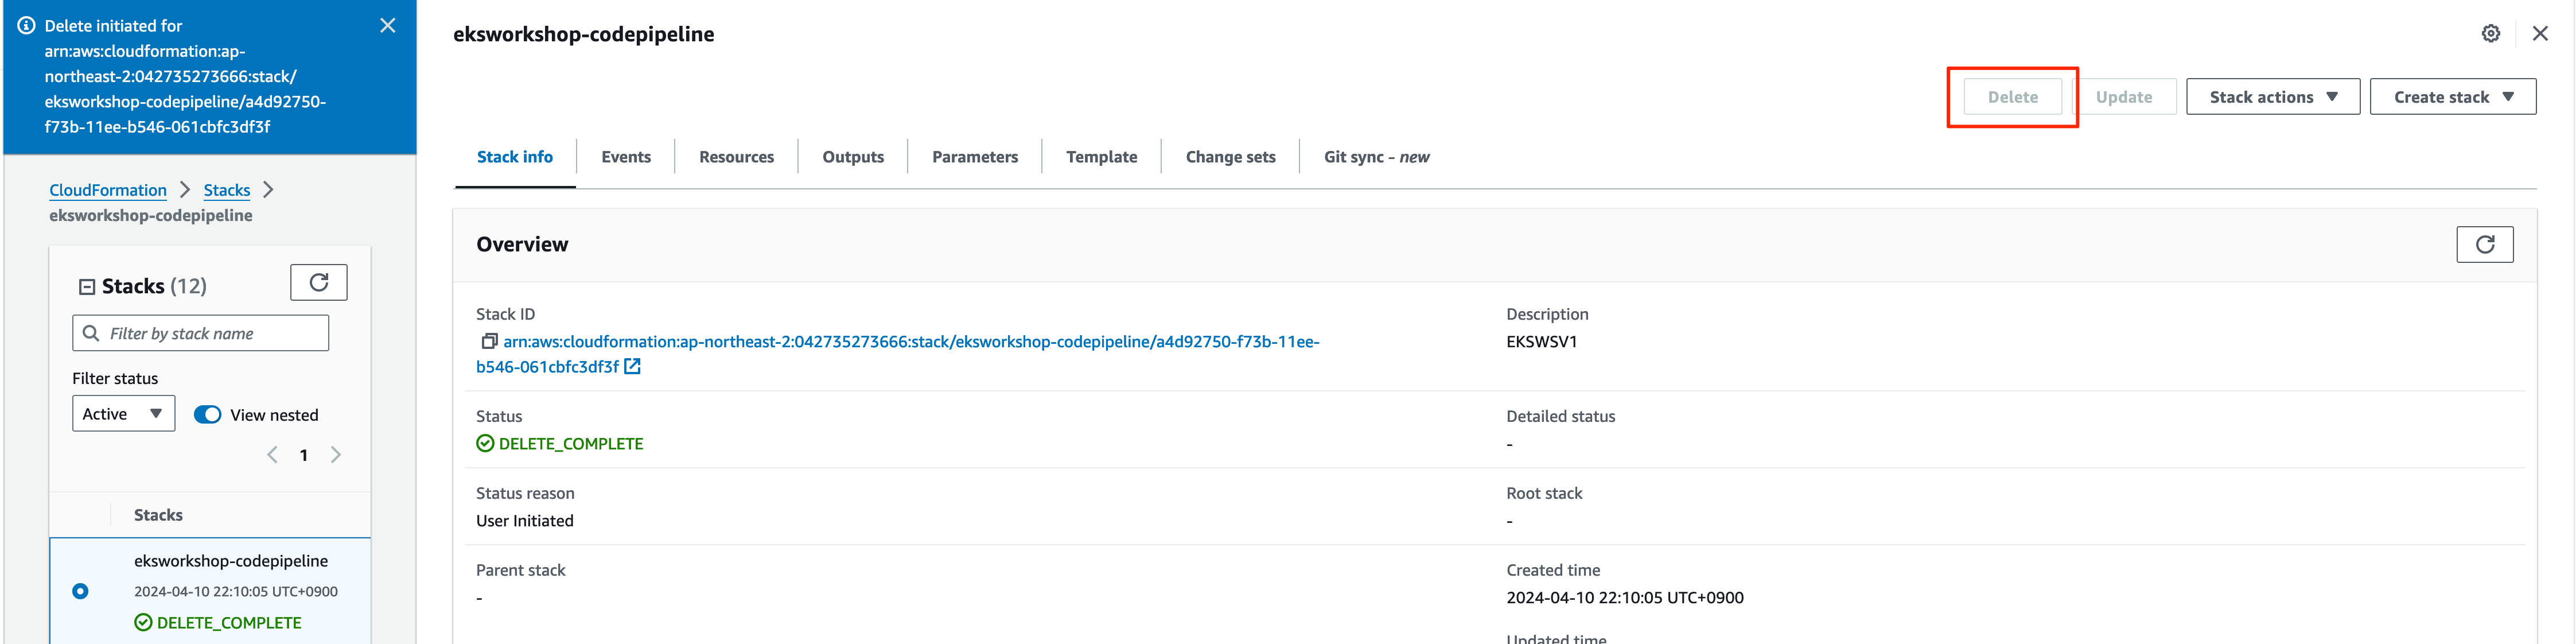 Delete initiated for
arn:aws:cloudformation:ap-
northeast-2:042735273666:stack/
eksworkshop-codepipeline/a4d92750-
f73b-11ee-b546-061cbfc3df3f
CloudFormation
Stacks
eksworkshop-codepipeline
Stacks (12)
Filter by stack name
Filter status
Active
View nested
1
Stacks
eksworkshop-codepipeline
2024-04-10 22:10:05 UTC+0900
DELETE_COMPLETE
eksworkshop-codepipeline
Delete
Update
Stack actions
Create stack
Stack info
Events
Resources
Outputs
Parameters
Template
Change sets
Git sync - new
Overview
Stack ID
arn:aws:cloudformation:ap-northeast-2:042735273666:stack/eksworkshop-codepipeline/a4d92750-f73b-11ee-
b546-061cbfc3df3f
Description
EKSWSV1
Status
DELETE_COMPLETE
Detailed status
-
Status reason
User Initiated
Root stack
-
Parent stack
-
Created time
2024-04-10 22:10:05 UTC+0900
Updated time